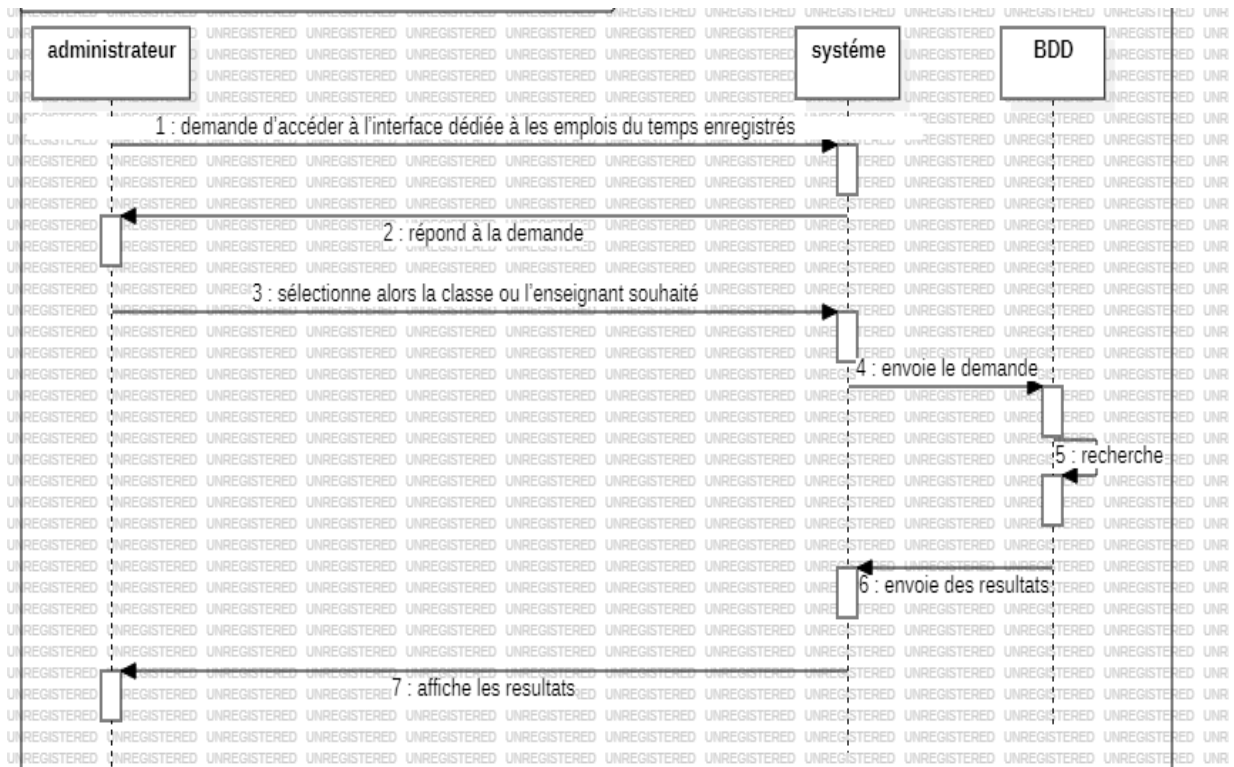 administrateur
systéme
BDD
1 : demande d'accéder à l'interface dédiée à les emplois du temps enregistrés
2 : répond à la demande
3 : sélectionne alors la classe ou l'enseignant souhaité
4 : envoie le demande
5 : recherche
6 : envoie des resultats
7 : affiche les resultats
UNREGISTERED